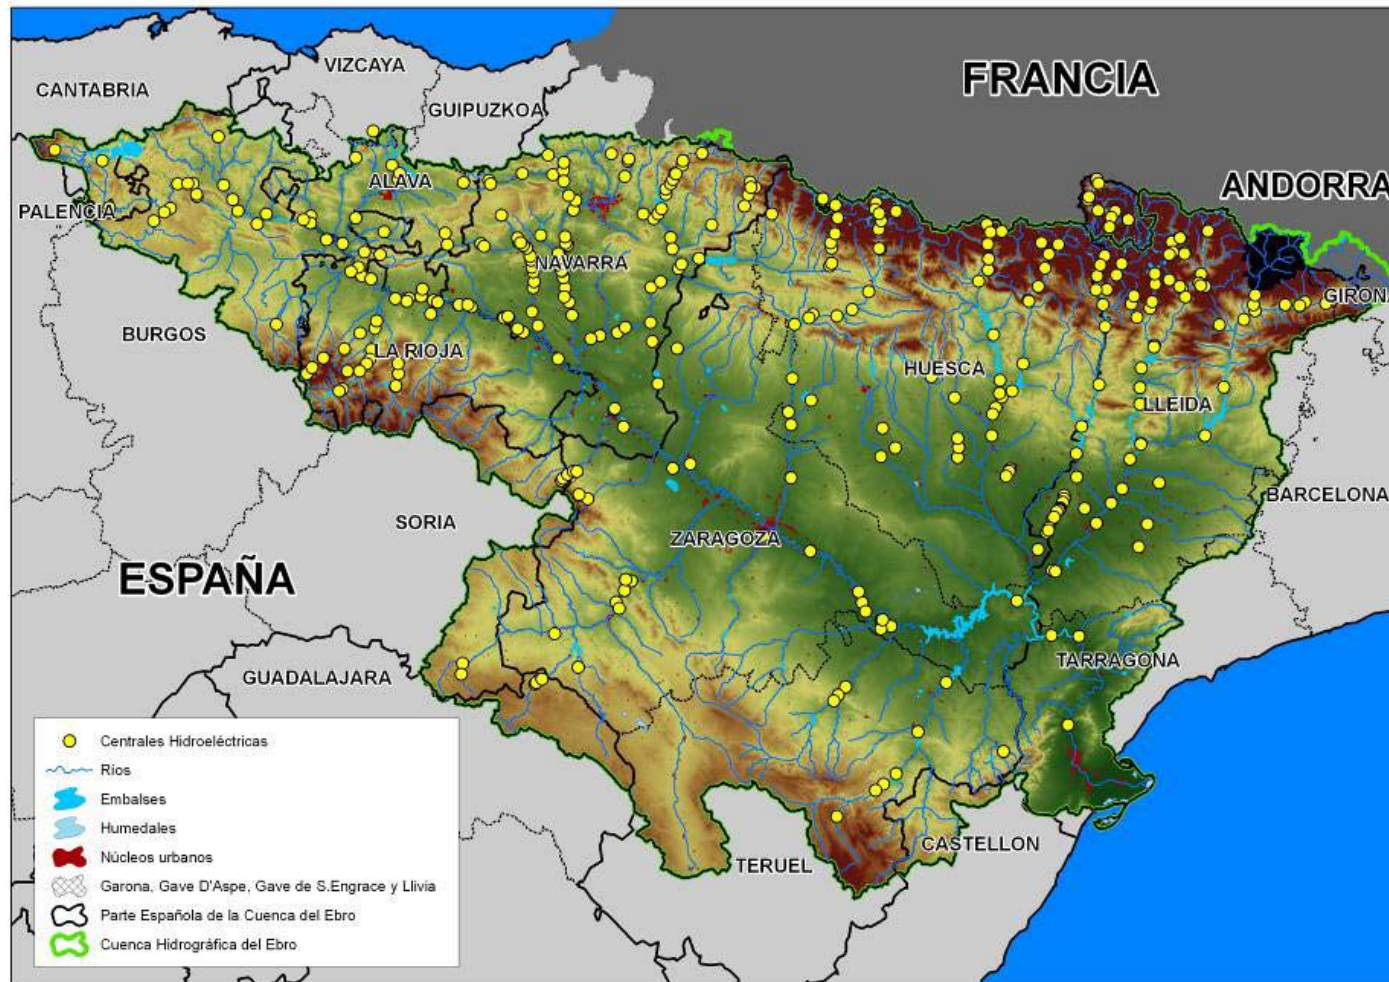 FRANCIA
VIZCAYA
CANTABRIA
GUIPUZKOA
ANDORRA
ALAVA
PALENCIA
NAVARRA
GIRON
BURGOS
LA RIOJA
HUESCA
LLEIDA
BARCELONA
SORIA
ZARAGOZA
ESPAÑA
TARRAGONA
GUADALAJARA
CASTELLON
TERUEL
Centrales Hidroeléctricas
Ríos
Embalses
Humedales
Núcleos urbanos
Garona, Gave D'Aspe, Gave de S.Engrace y Llivia
Parte Española de la Cuenca del Ebro
Cuenca Hidrográfica del Ebro